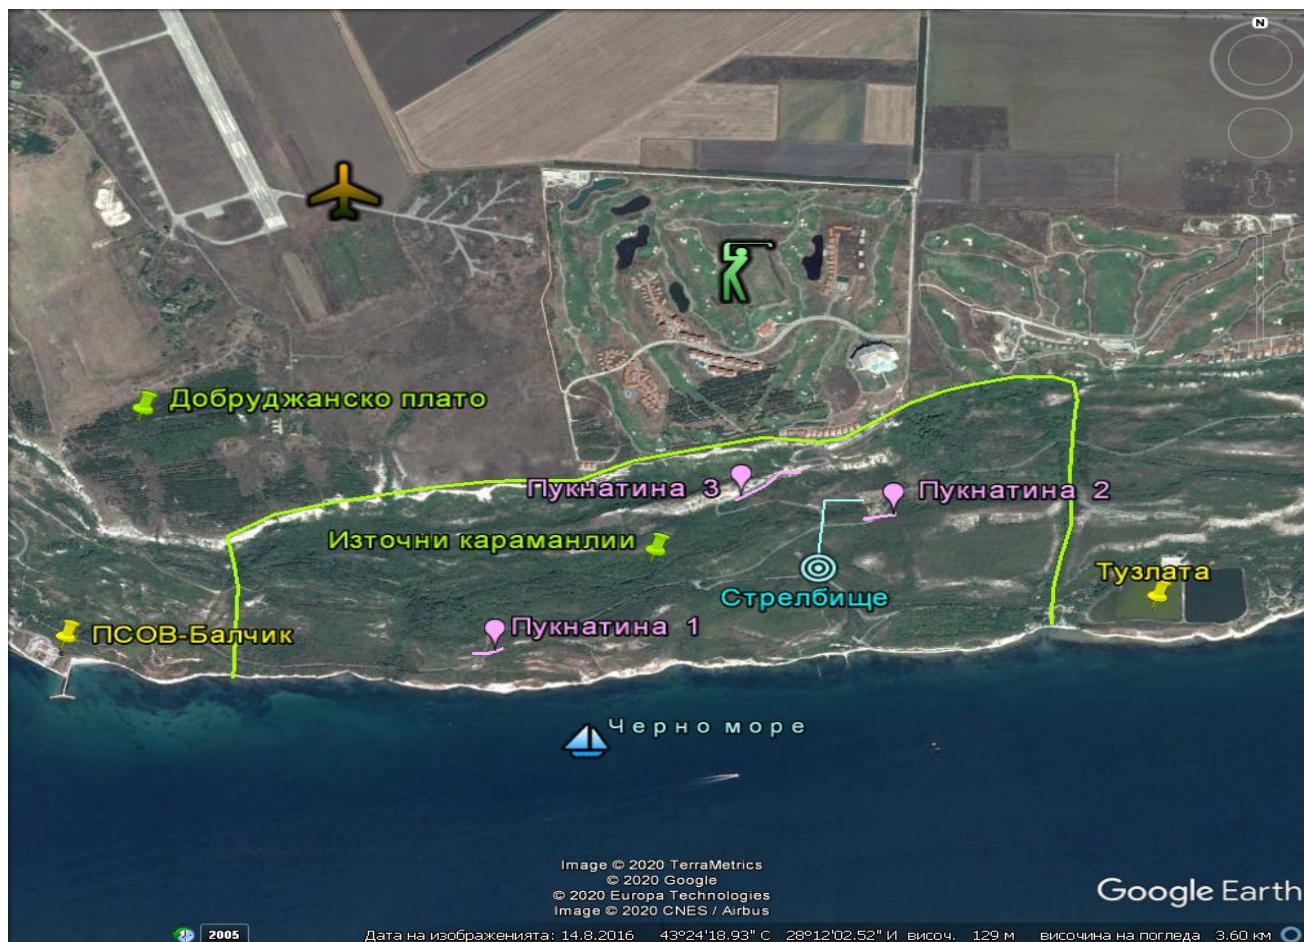 N
Добруджанско плато
Пукнатина 3
Пукнатина 2
Източни караманлии
Тузлата
Стрелбище
ПСОВ-Балчик
Пукнатина 1
Черно море
Image © 2020 TerraMetrics
© 2020 Google
© 2020 Europa Technologies
Image © 2020 CNES / Airbus
Google Earth
2005
Дата на изображенията: 14.8.2016 43°24'18.93" С 28°12'02.52" И височ. 129 м височина на погледа 3.60 км